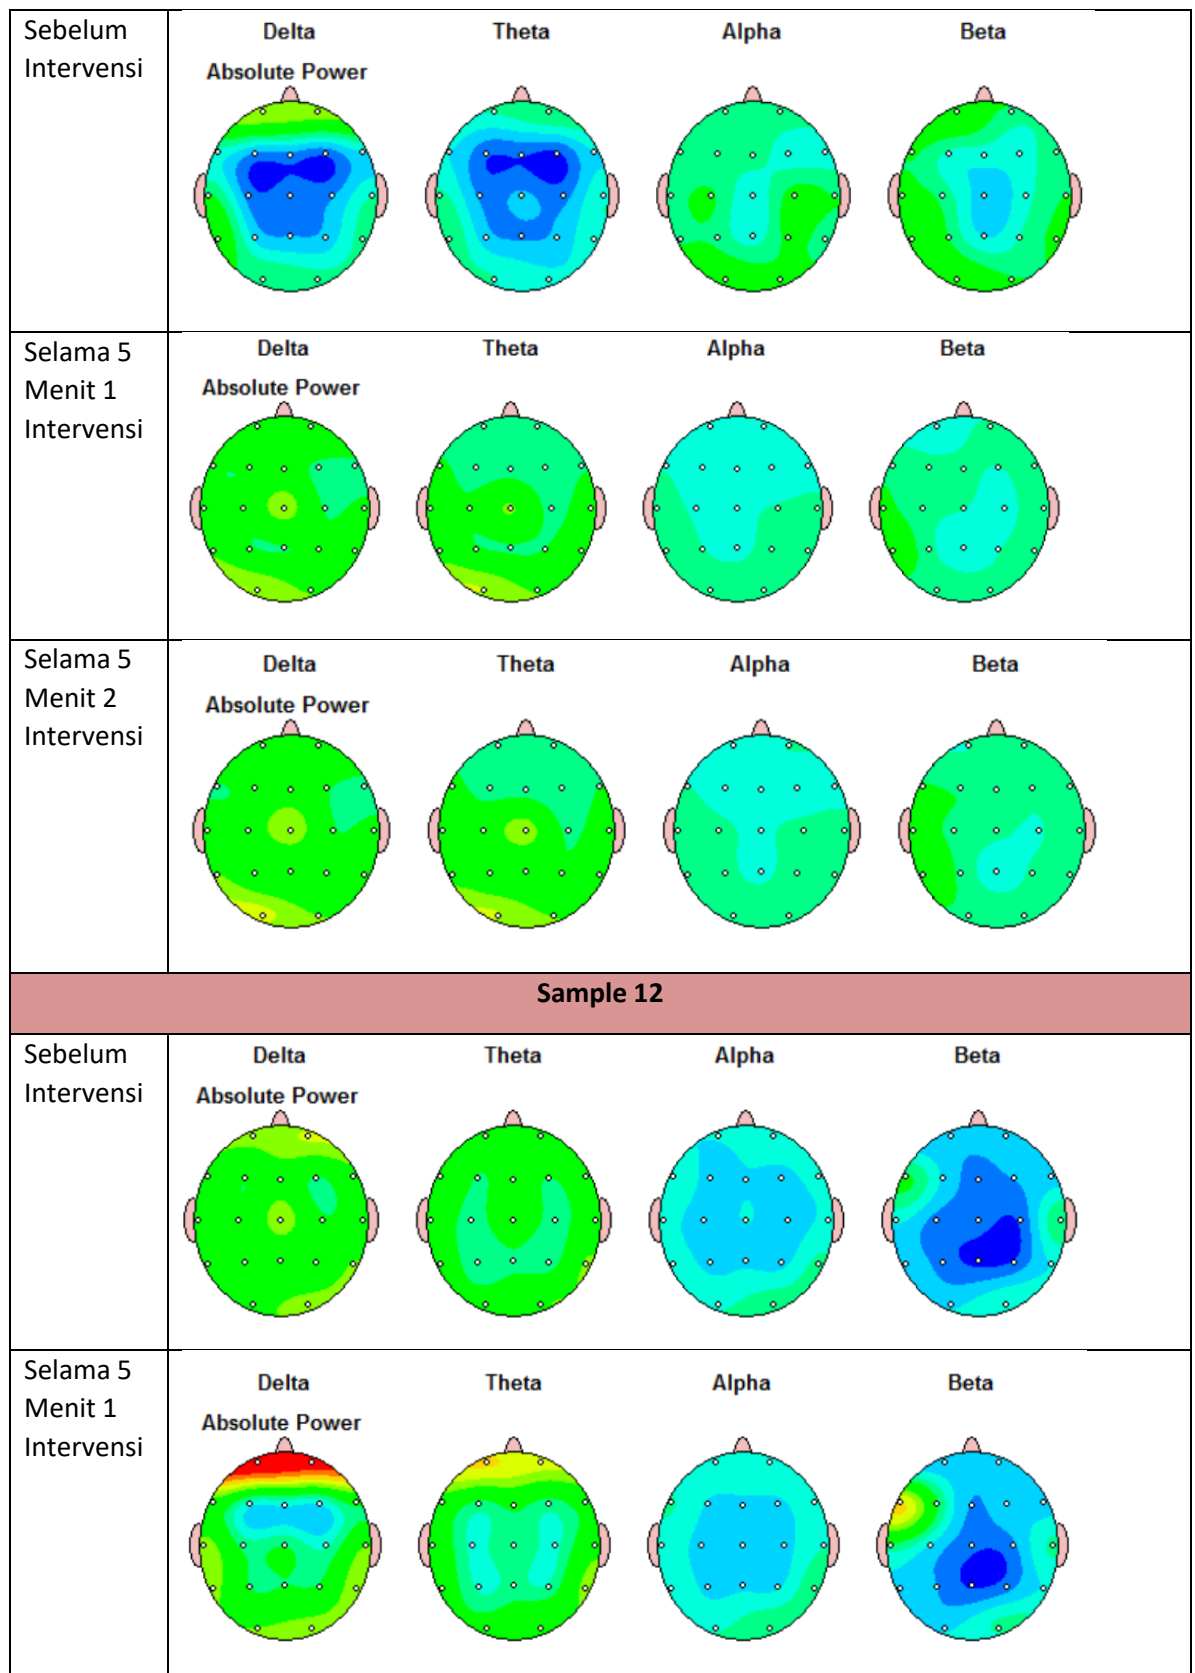 Sebelum
Intervensi
Delta Theta Alpha Beta
Absolute Power
Selama 5
Menit 1
Intervensi
Delta Theta Alpha Beta
Absolute Power
Selama 5
Menit 2
Intervensi
Delta Theta Alpha Beta
Absolute Power
Sample 12
Sebelum
Intervensi
Delta Theta Alpha Beta
Absolute Power
Selama 5
Menit 1
Intervensi
Delta Theta Alpha Beta
Absolute Power